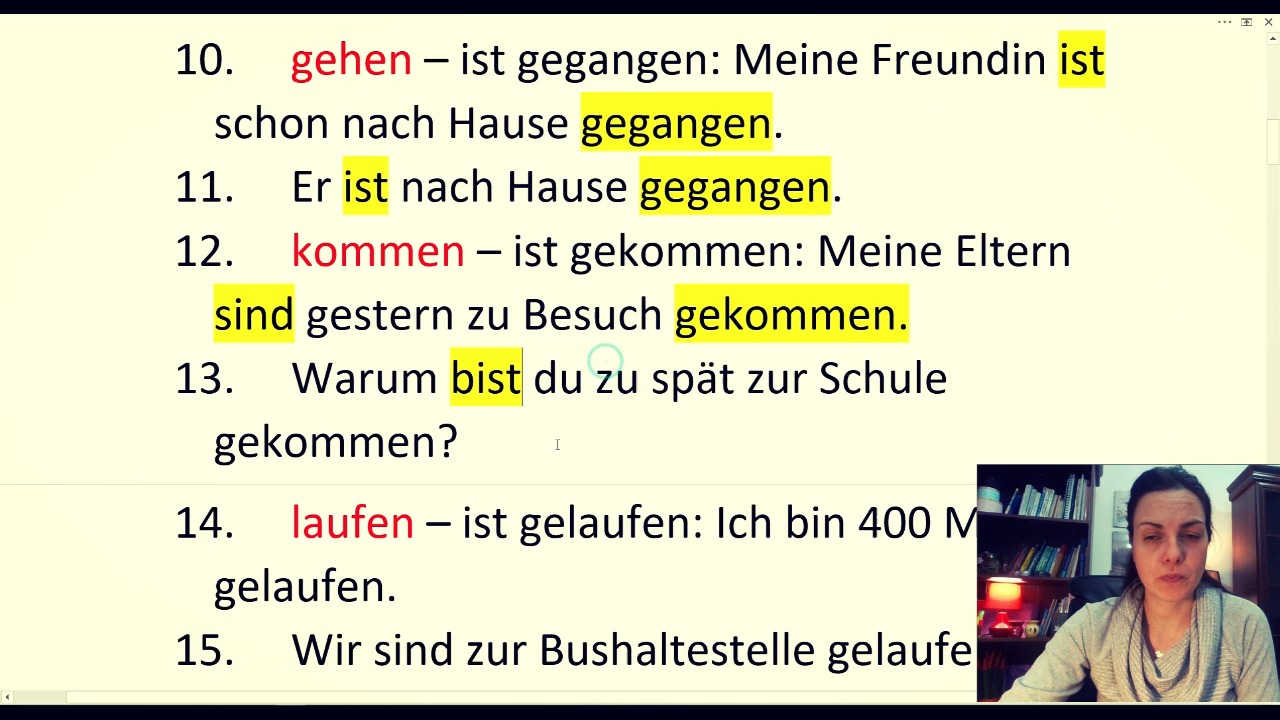 10. gehen – ist gegangen: Meine Freundin ist
schon nach Hause gegangen.
11. Er ist nach Hause gegangen.
12. kommen – ist gekommen: Meine Eltern
sind gestern zu Besuch gekommen.
13. Warum bist du zu spät zur Schule
gekommen?
14. laufen – ist gelaufen: Ich bin 400 M
gelaufen.
15. Wir sind zur Bushaltestelle gelaufe